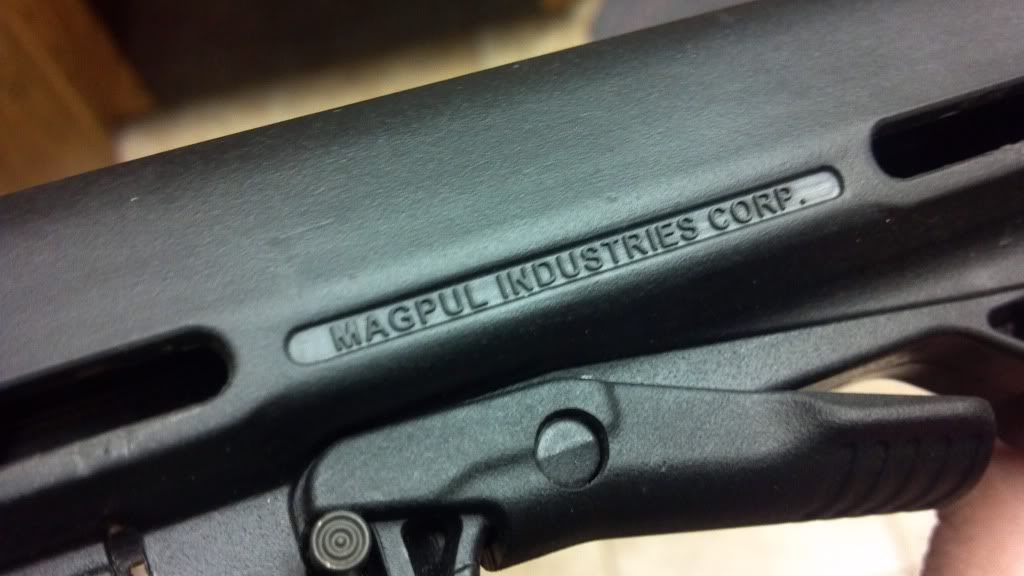 MAGPUL INDUSTRIES CORP.